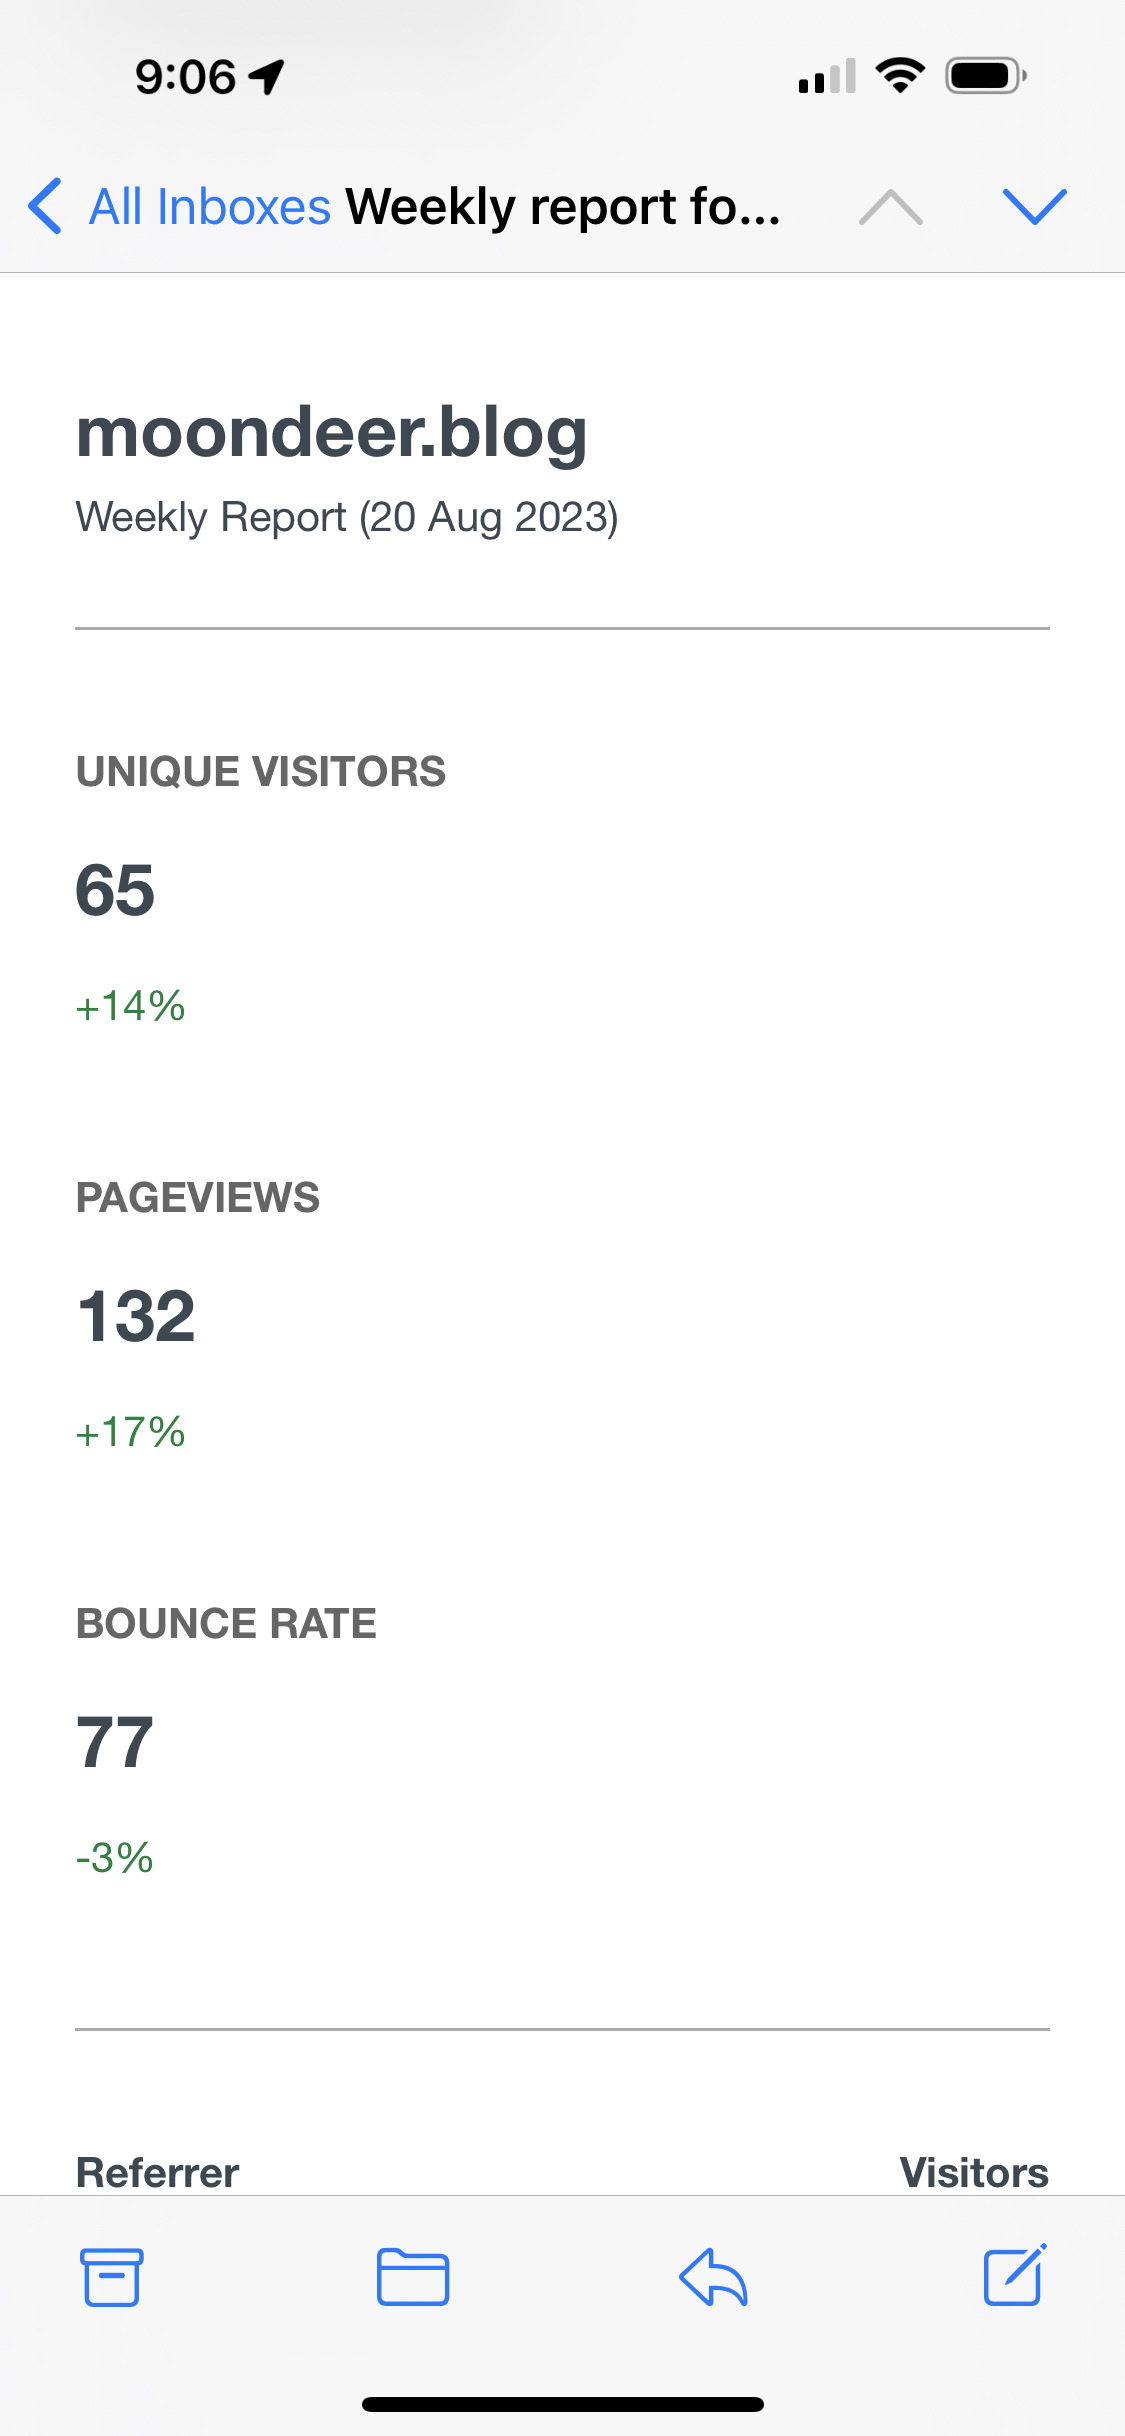 9:06
All Inboxes Weekly report fo...
moondeer.blog
Weekly Report (20 Aug 2023)
UNIQUE VISITORS
65
+14%
PAGEVIEWS
132
+17%
BOUNCE RATE
77
-3%
Referrer Visitors